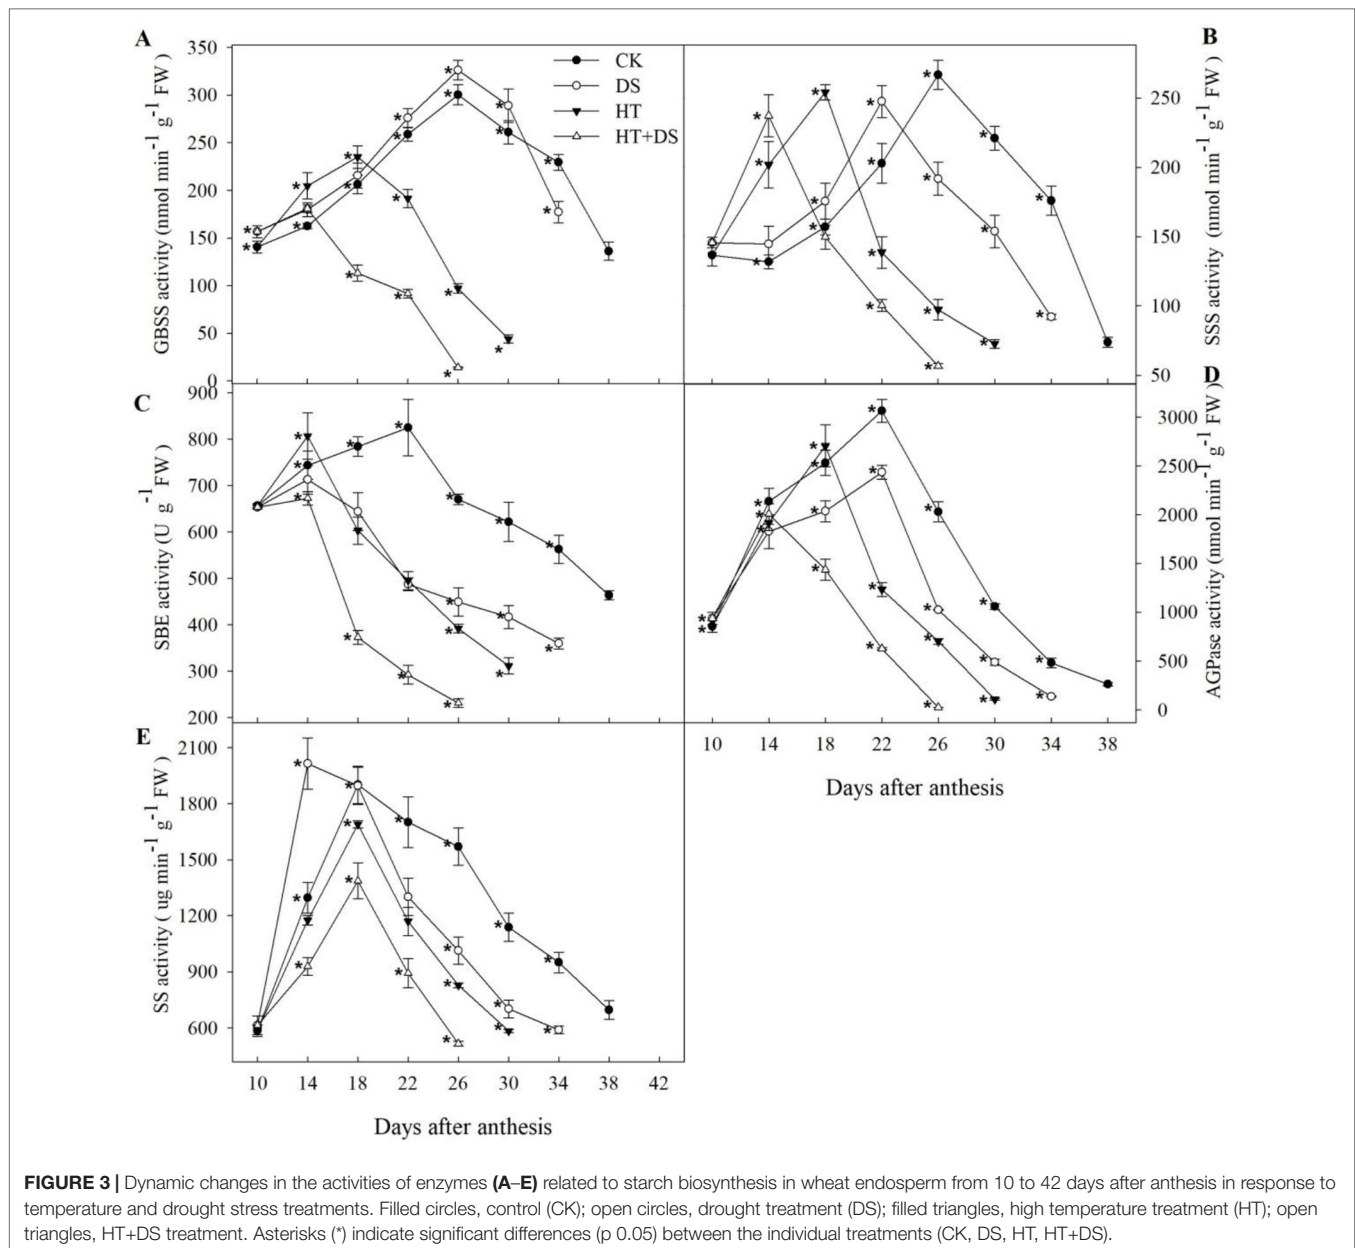 A
B
GBSS activity (nmol min-1 g-1 FW )
350
300
250
200
150
100
50
0
CK
DS
HT
HT+DS
SSS activity (nmol min-1 g-1 FW )
250
200
150
100
50
C
D
SBE activity (U g-1 FW)
900
800
700
600
500
400
300
200
AGPase activity (nmol min-1 g-1 FW )
3000
2500
2000
1500
1000
500
0
10 14 18 22 26 30 34 38
Days after anthesis
E
SS activity ( ug min-1 g-1 FW )
2100
1800
1500
1200
900
600
10 14 18 22 26 30 34 38 42
Days after anthesis
FIGURE 3 | Dynamic changes in the activities of enzymes (A–E) related to starch biosynthesis in wheat endosperm from 10 to 42 days after anthesis in response to
temperature and drought stress treatments. Filled circles, control (CK); open circles, drought treatment (DS); filled triangles, high temperature treatment (HT); open
triangles, HT+DS treatment. Asterisks (*) indicate significant differences (p 0.05) between the individual treatments (CK, DS, HT, HT+DS).